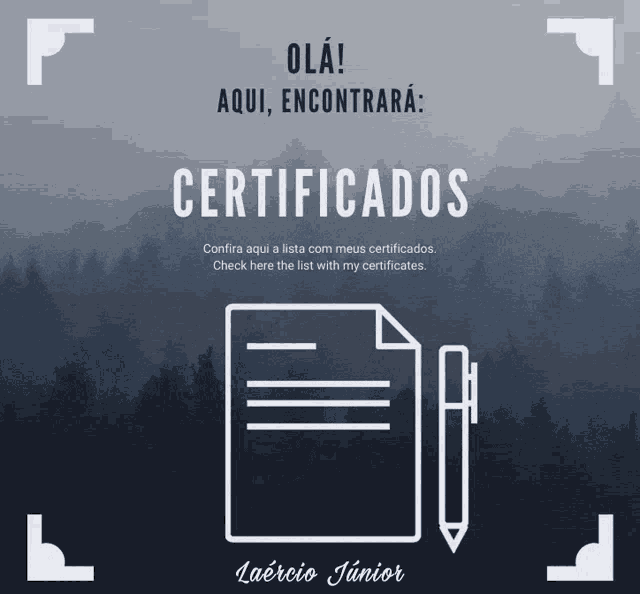 OLÁ!
AQUI, ENCONTRARÁ:
CERTIFICADOS
Confira aqui a lista com meus certificados.
Check here the list with my certificates.
Laércio Júnior